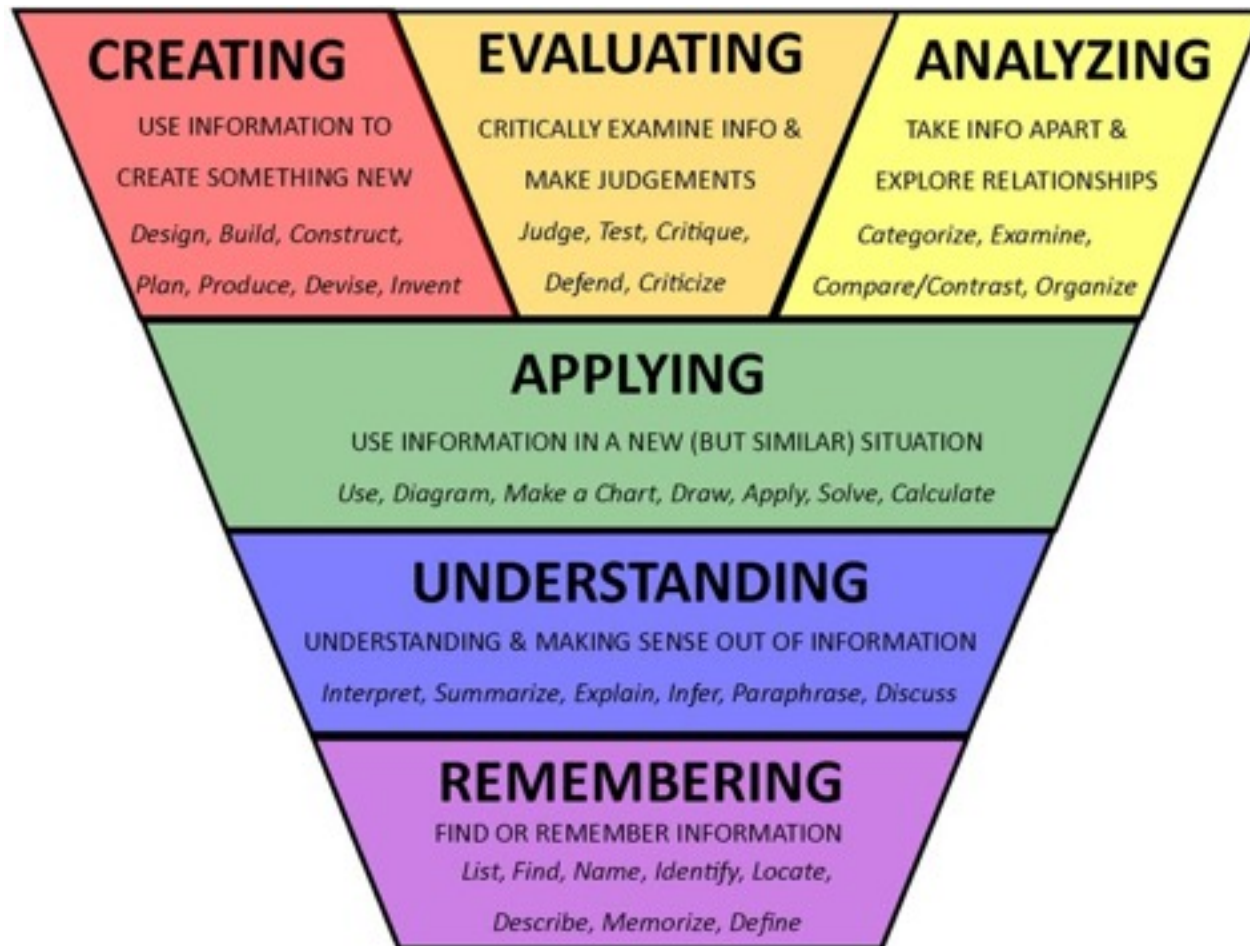 CREATING
USE INFORMATION TO
CREATE SOMETHING NEW
Design, Build, Construct,
Plan, Produce, Devise, Invent
EVALUATING
CRITICALLY EXAMINE INFO &
MAKE JUDGEMENTS
Judge, Test, Critique,
Defend, Criticize
ANALYZING
TAKE INFO APART &
EXPLORE RELATIONSHIPS
Categorize, Examine,
Compare/Contrast, Organize
APPLYING
USE INFORMATION IN A NEW (BUT SIMILAR) SITUATION
Use, Diagram, Make a Chart, Draw, Apply, Solve, Calculate
UNDERSTANDING
UNDERSTANDING & MAKING SENSE OUT OF INFORMATION
Interpret, Summarize, Explain, Infer, Paraphrase, Discuss
REMEMBERING
FIND OR REMEMBER INFORMATION
List, Find, Name, Identify, Locate,
Describe, Memorize, Define